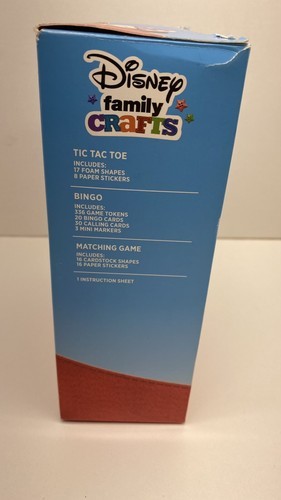 Disney
family
CRAFTS
TIC TAC TOE
INCLUDES:
17 FOAM SHAPES
8 PAPER STICKERS
BINGO
INCLUDES:
336 GAME TOKENS
20 BINGO CARDS
30 CALLING CARDS
3 MINI MARKERS
MATCHING GAME
INCLUDES:
16 CARDSTOCK SHAPES
16 PAPER STICKERS
1 INSTRUCTION SHEET